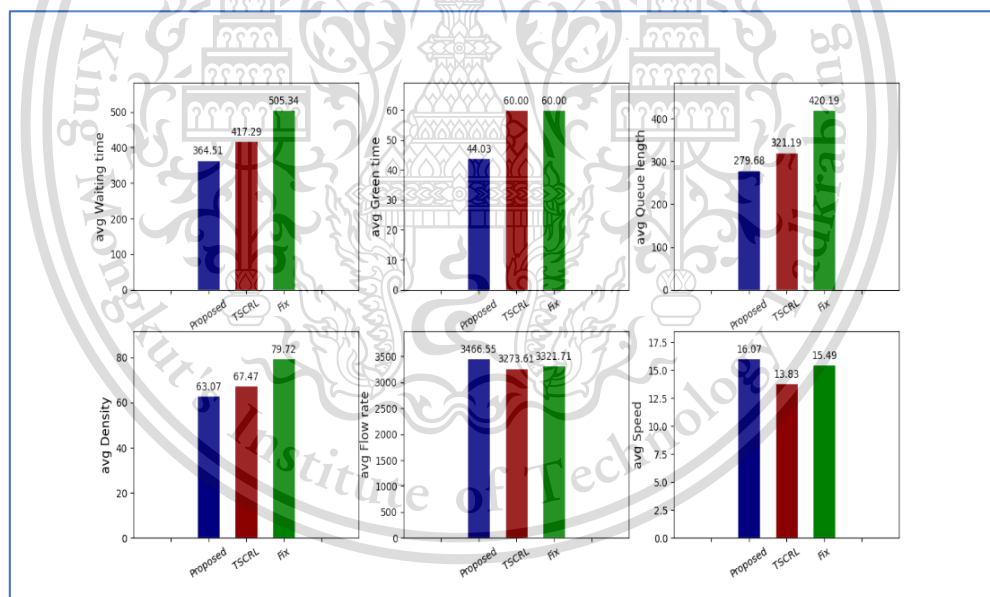 avg Waiting time
500
400
300
200
100
0
364.51
417.29
505.34
Proposed
TSCRL
Fix
avg Green time
60
50
40
30
20
10
0
44.03
60.00
60.00
Proposed
TSCRL
Fix
avg Queue length
400
300
200
100
0
279.68
321.19
420.19
Proposed
TSCRL
Fix
avg Density
80
60
40
20
0
63.07
67.47
79.72
Proposed
TSCRL
Fix
avg Flow rate
3500
3000
2500
2000
1500
1000
500
0
3466.55
3273.61
3321.71
Proposed
TSCRL
Fix
avg Speed
17.5
15.0
12.5
10.0
7.5
5.0
2.5
0.0
16.07
13.83
15.49
Proposed
TSCRL
Fix
King Mongkut's Institute of Technology Ladkrabang